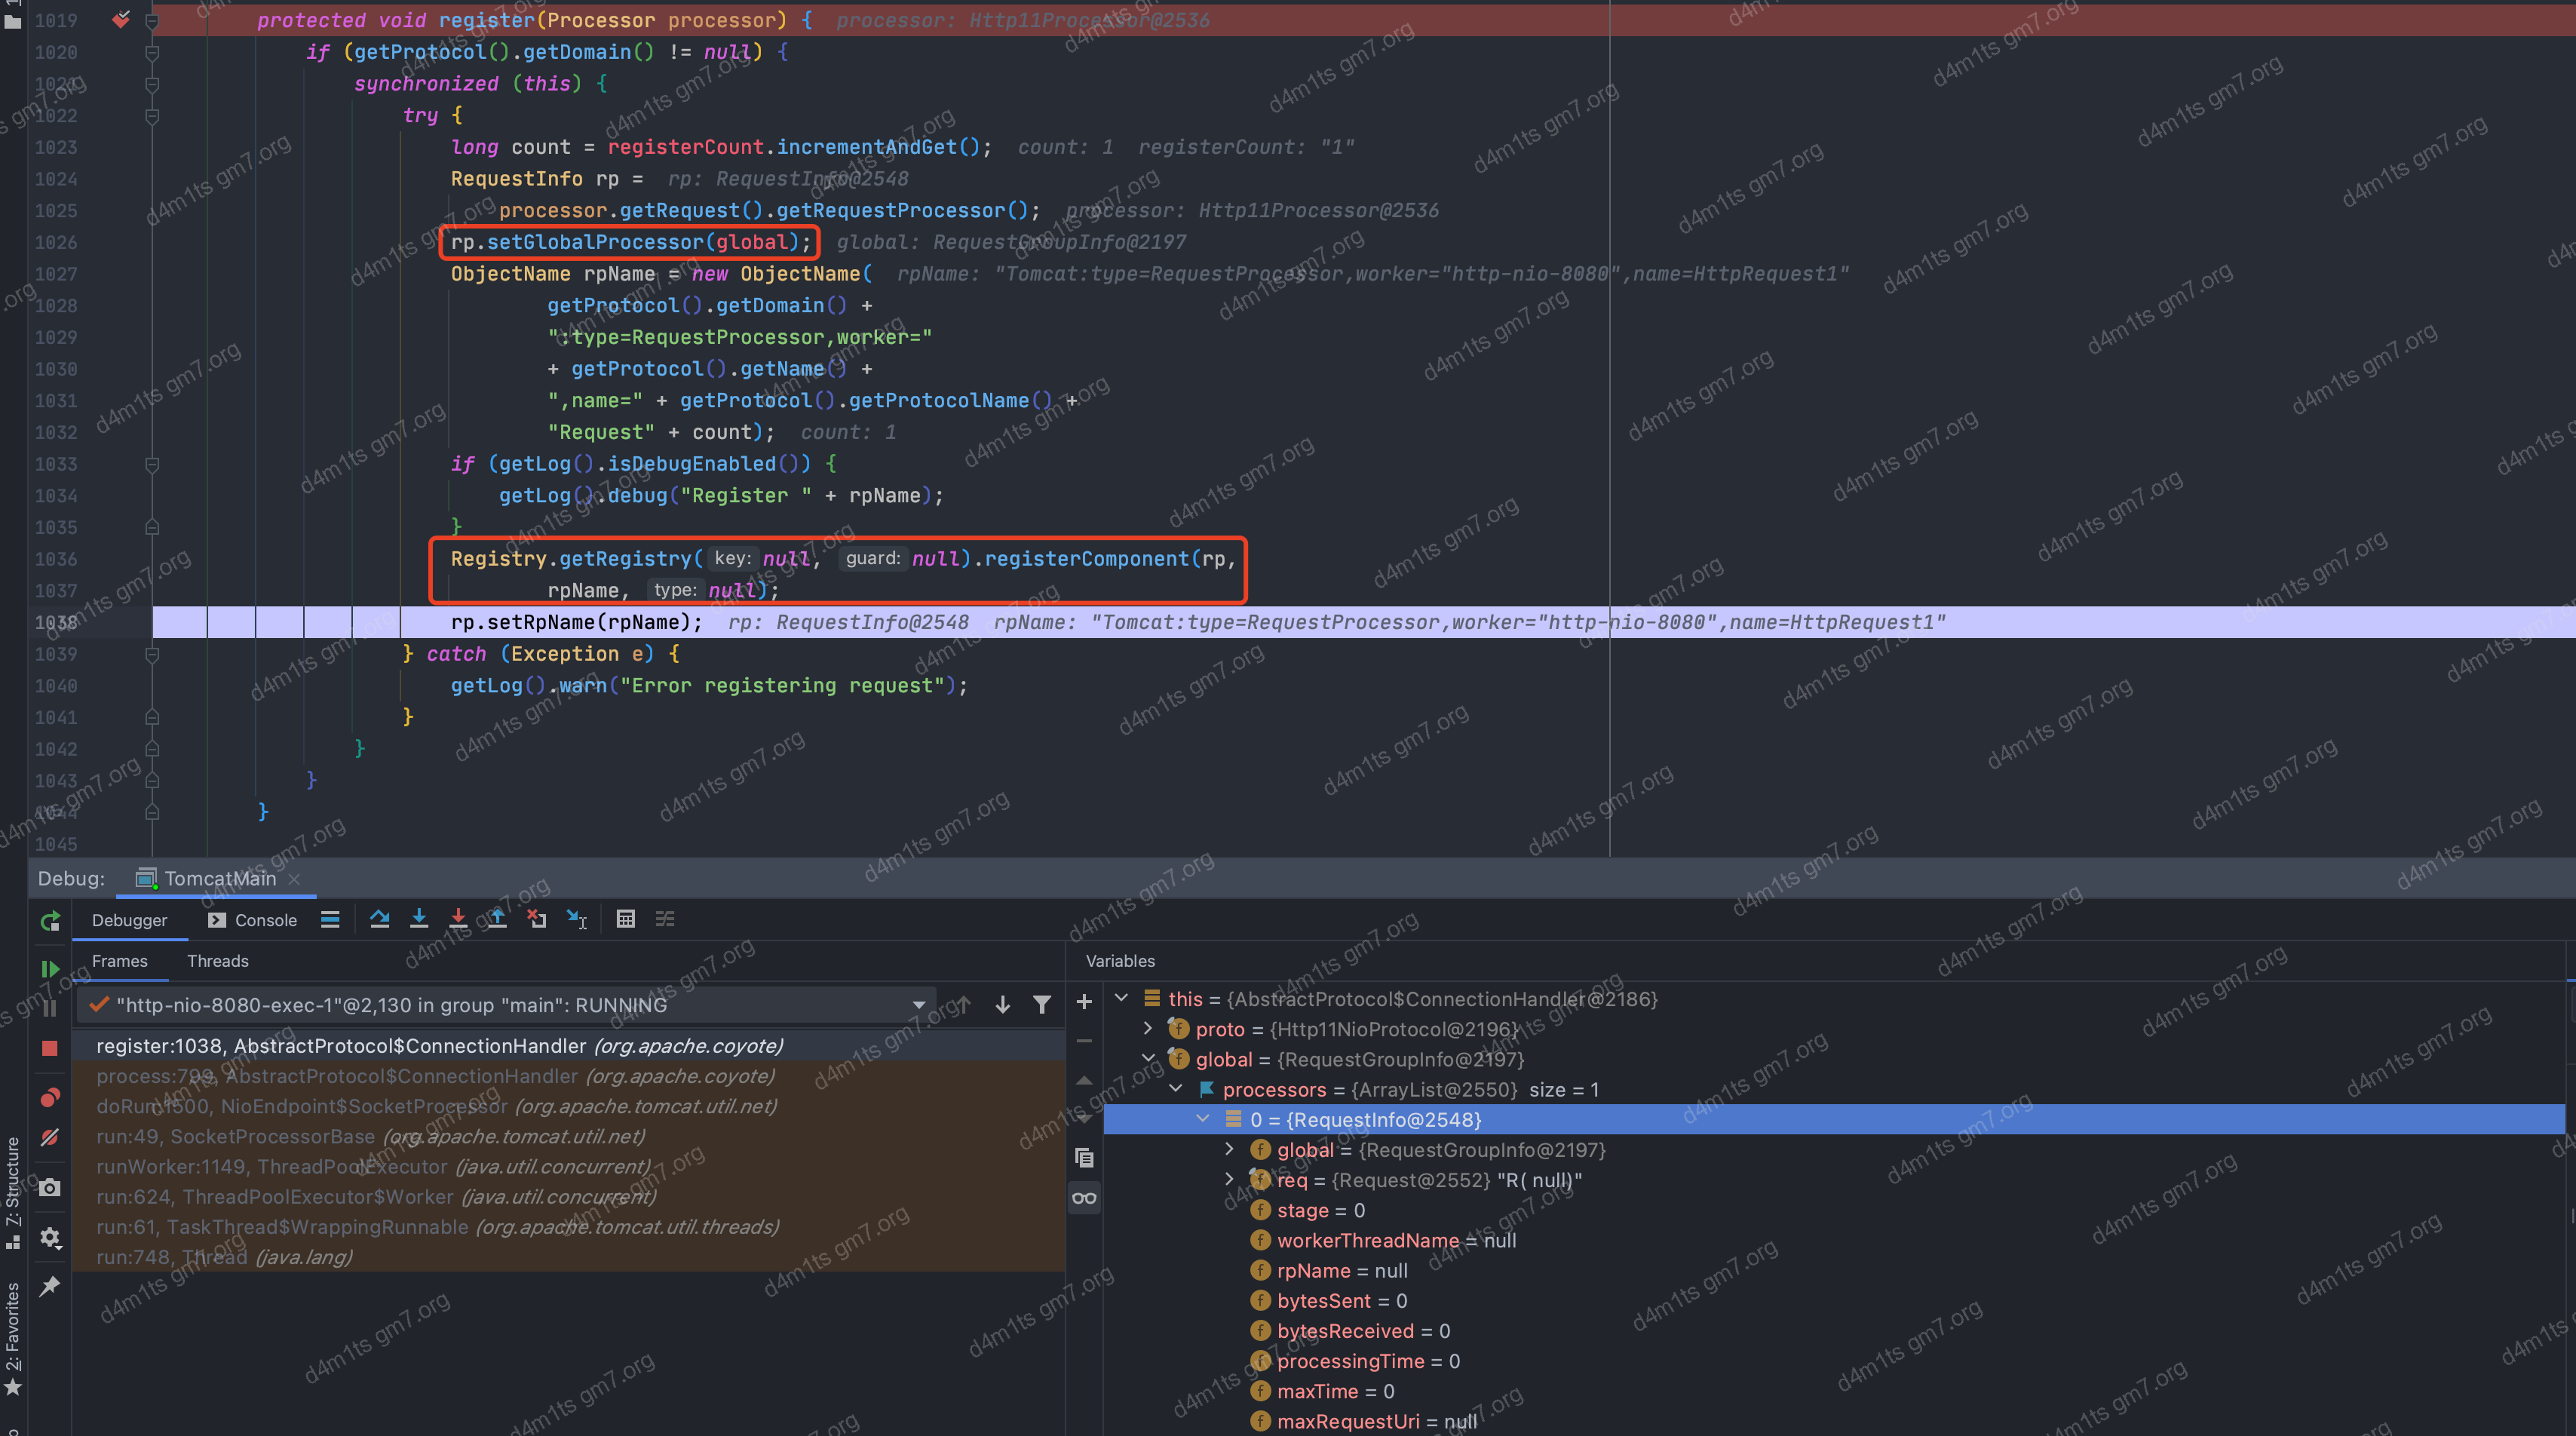 1019 protected void register(Processor processor) { processor: Http11Processor@2536
1020 if (getProtocol().getDomain() != null) {
1021 synchronized (this) {
1022 try {
1023 long count = registerCount.incrementAndGet(); count: 1 registerCount: "1"
1024 RequestInfo rp = rp: RequestInfo@2548
1025 processor.getRequest().getRequestProcessor(); processor: Http11Processor@2536
1026 rp.setGlobalProcessor(global); global: RequestGroupInfo@2197
1027 ObjectName rpName = new ObjectName( rpName: "Tomcat:type=RequestProcessor,worker="http-nio-8080",name=HttpRequest1"
1028 getProtocol().getDomain() +
1029 ":type=RequestProcessor,worker="
1030 + getProtocol().getName() +
1031 ",name=" + getProtocol().getProtocolName() +
1032 "Request" + count); count: 1
1033 if (getLog().isDebugEnabled()) {
1034 getLog().debug("Register " + rpName);
1035 }
1036 Registry.getRegistry( key: null, guard: null).registerComponent(rp,
1037 rpName, type: null);
1038 rp.setRpName(rpName); rp: RequestInfo@2548 rpName: "Tomcat:type=RequestProcessor,worker="http-nio-8080",name=HttpRequest1"
1039 } catch (Exception e) {
1040 getLog().warn("Error registering request");
1041 }
1042 }
1043 }
1044 }
1045
Debug: TomcatMain
Debugger Console
Frames Threads
"http-nio-8080-exec-1"@2,130 in group "main": RUNNING
register:1038, AbstractProtocol$ConnectionHandler (org.apache.coyote)
process:799, AbstractProtocol$ConnectionHandler (org.apache.coyote)
doRun:1500, NioEndpoint$SocketProcessor (org.apache.tomcat.util.net)
run:49, SocketProcessorBase (org.apache.tomcat.util.net)
runWorker:1149, ThreadPoolExecutor (java.util.concurrent)
run:624, ThreadPoolExecutor$Worker (java.util.concurrent)
run:61, TaskThread$WrappingRunnable (org.apache.tomcat.util.threads)
run:748, Thread (java.lang)
Variables
this = {AbstractProtocol$ConnectionHandler@2186}
proto = {Http11NioProtocol@2196}
global = {RequestGroupInfo@2197}
processors = {ArrayList@2550} size = 1
0 = {RequestInfo@2548}
global = {RequestGroupInfo@2197}
req = {Request@2552} "R( null)"
stage = 0
workerThreadName = null
rpName = null
bytesSent = 0
bytesReceived = 0
processingTime = 0
maxTime = 0
maxRequestUri = null
7: Structure
2: Favorites
d4m1ts gm7.org